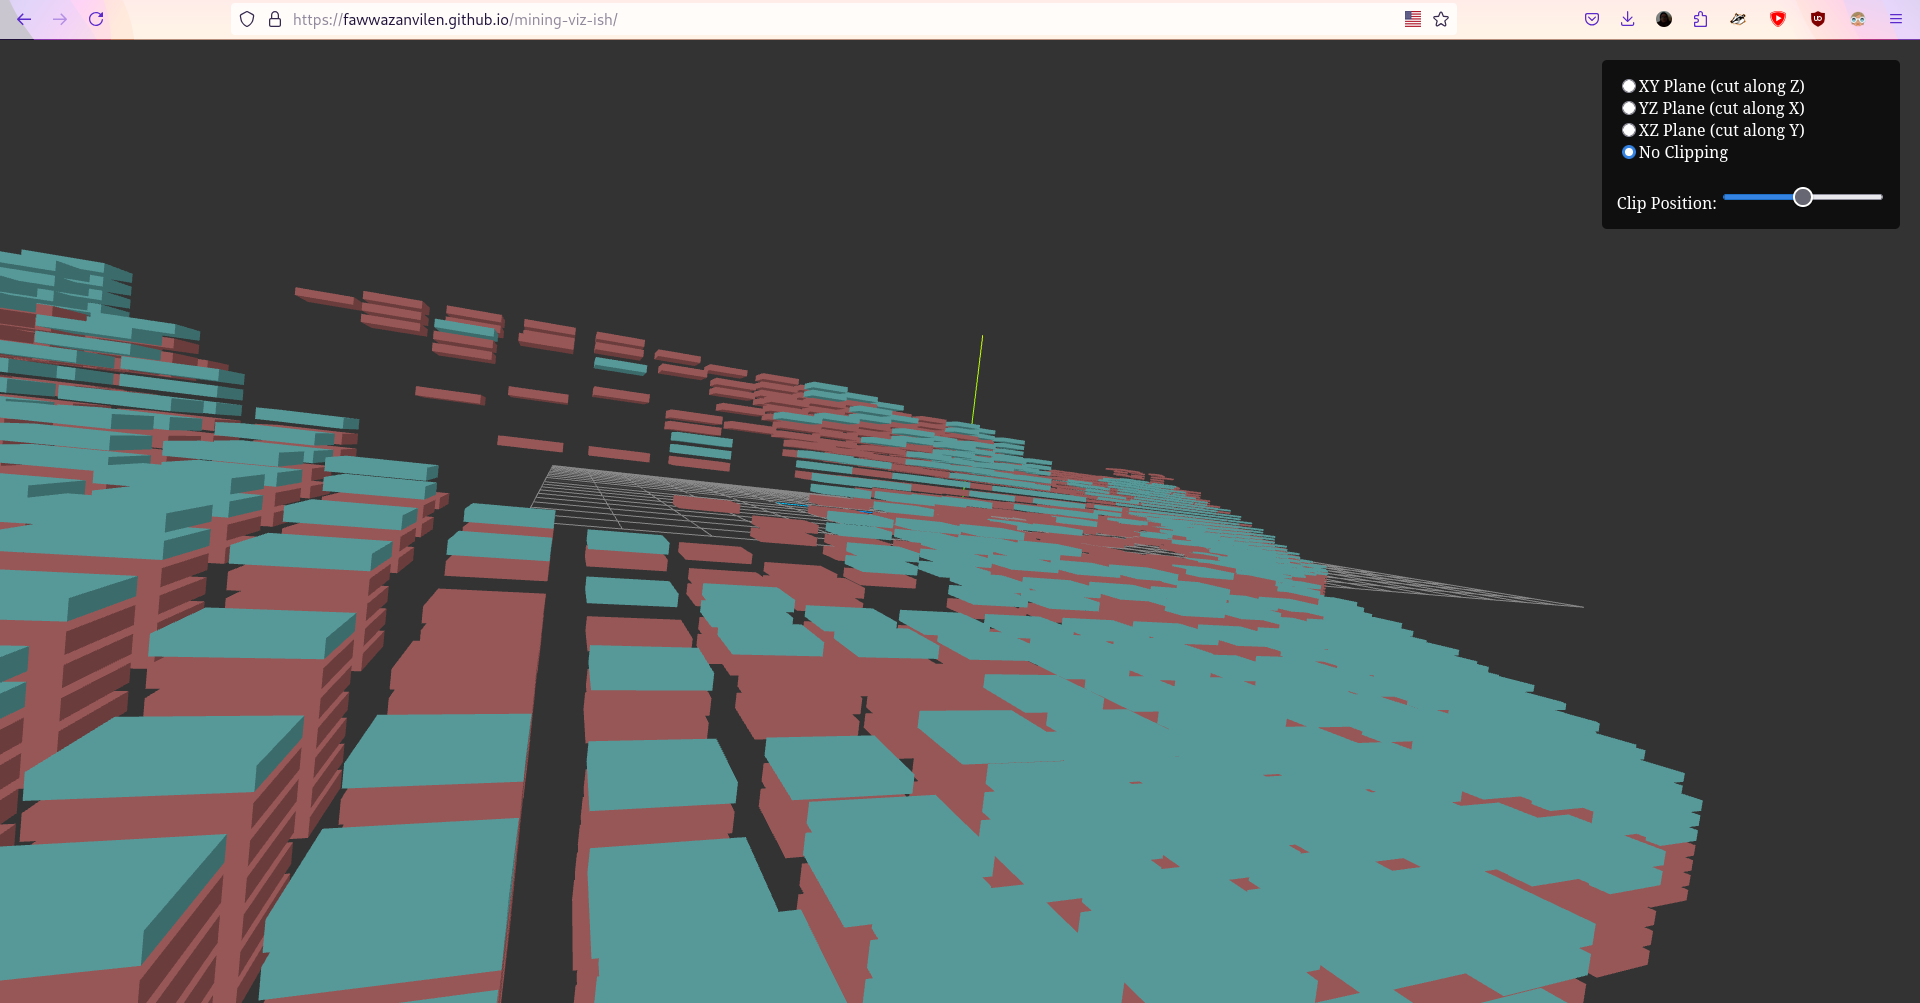 https://fawwazanvilen.github.io/mining-viz-ish/
XY Plane (cut along Z)
YZ Plane (cut along X)
XZ Plane (cut along Y)
No Clipping
Clip Position: